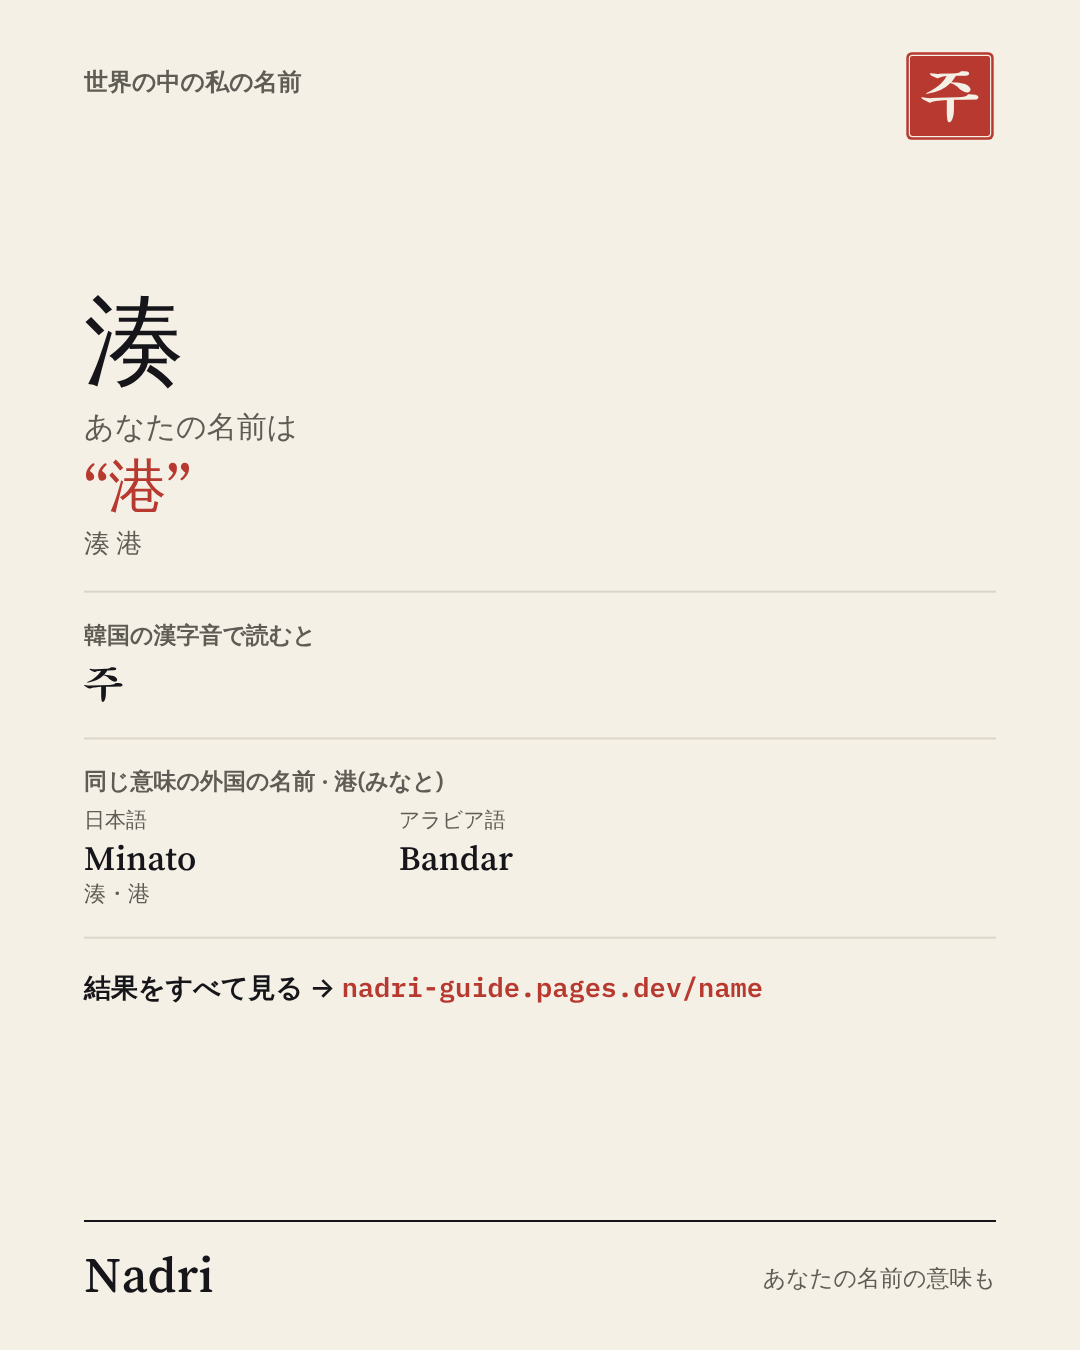 世界の中の私の名前
주
湊
あなたの名前は
“港”
湊 港
韓国の漢字音で読むと
주
同じ意味の外国の名前 · 港(みなと)
日本語 アラビア語
Minato Bandar
湊・港
結果をすべて見る → nadri-guide.pages.dev/name
Nadri あなたの名前の意味も